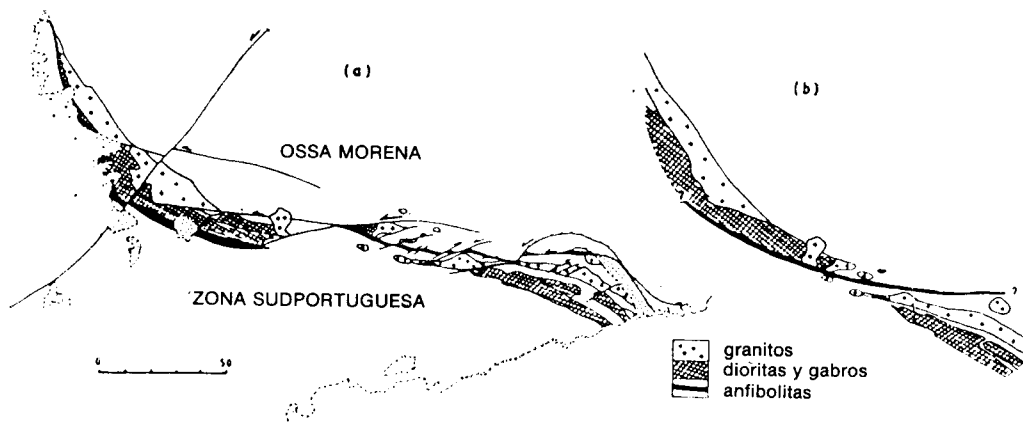 (a)
(b)
OSSA MORENA
ZONA SUDPORTUGUESA
0 50
granitos
dioritas y gabros
anfibolitas
?